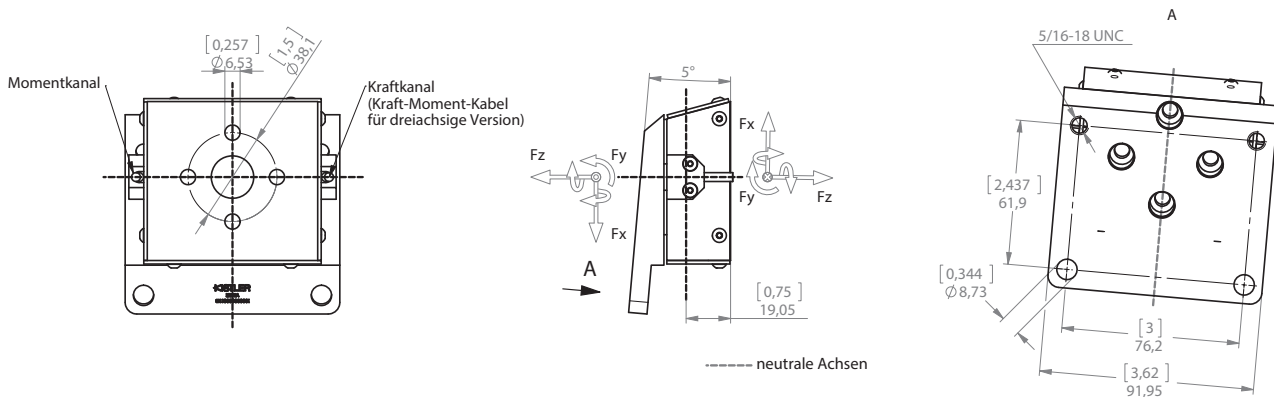 [0,257]
Ø6,53
[1,5]
Ø38,1
Momentkanal
Kraftkanal
(Kraft-Moment-Kabel
für dreiachsige Version)
5°
Fx
Fz
Fy
Fy
Fz
Fx
A
[0,75]
19,05
neutrale Achsen
A
5/16-18 UNC
[2,437]
61,9
[0,344]
Ø8,73
[3]
76,2
[3,62]
91,95
KISTLER